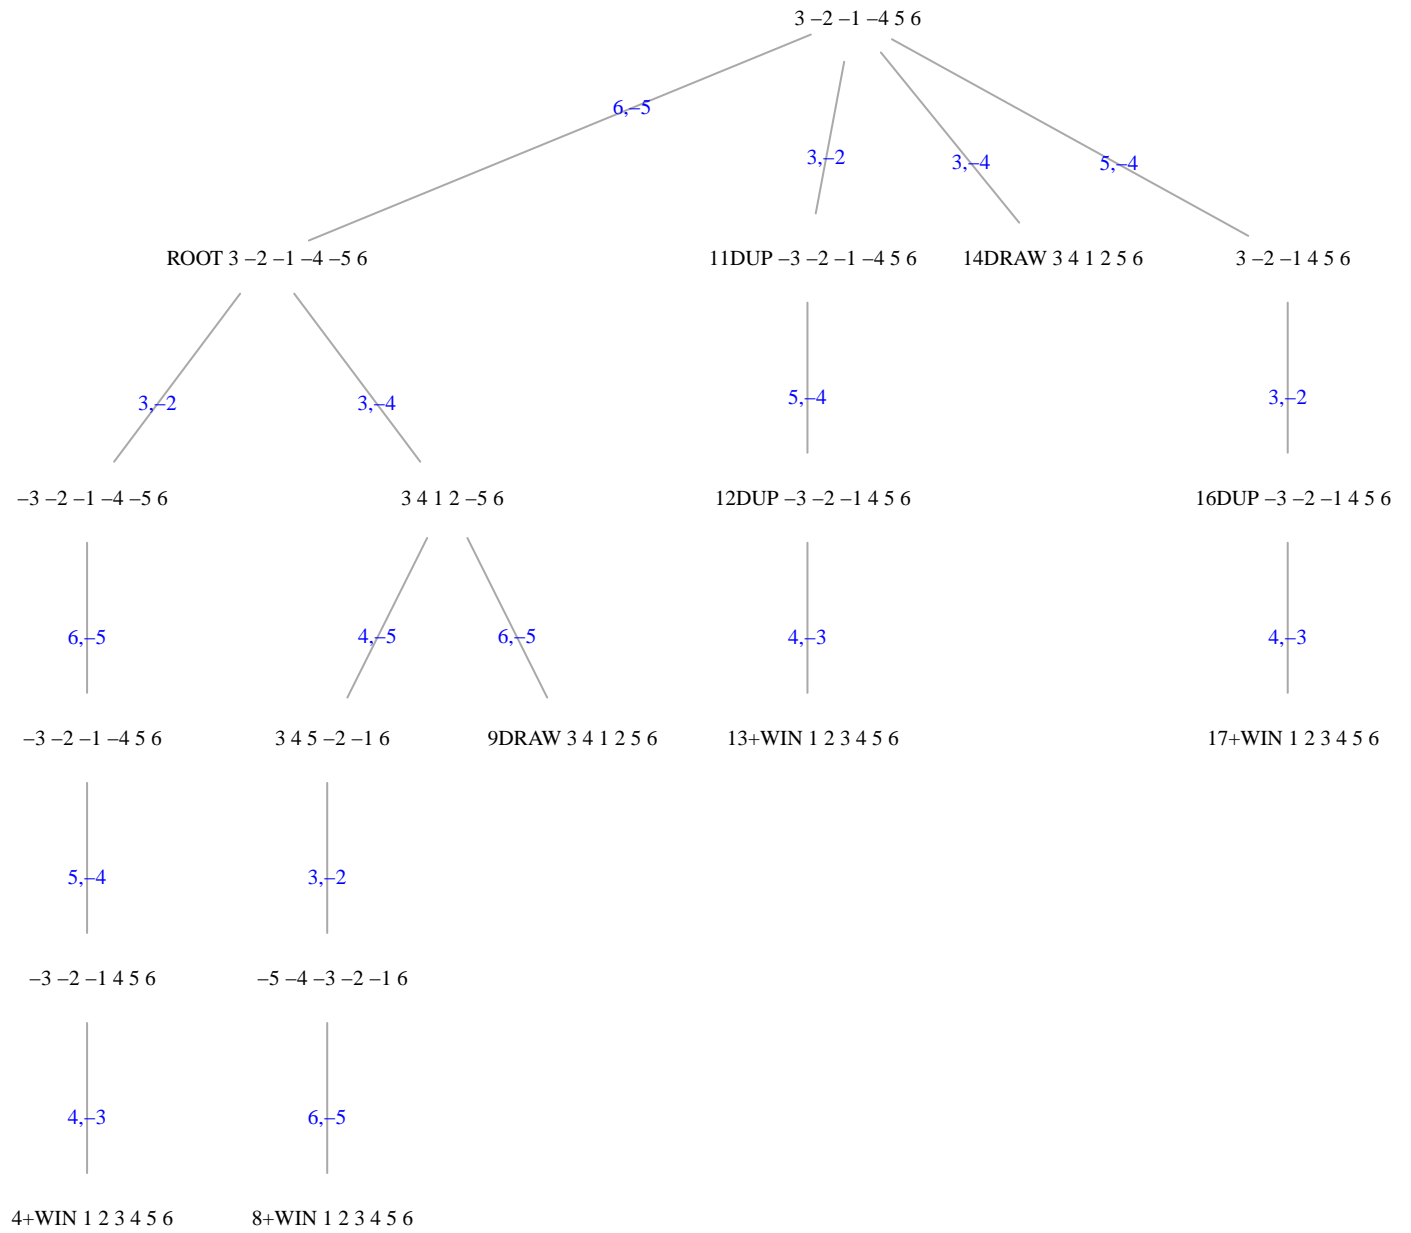 3 −2 −1 −4 5 6
6,−5
3,−2
3,−4
5,−4
ROOT 3 −2 −1 −4 −5 6
11DUP −3 −2 −1 −4 5 6
14DRAW 3 4 1 2 5 6
3 −2 −1 4 5 6
3,−2
3,−4
5,−4
3,−2
−3 −2 −1 −4 −5 6
3 4 1 2 −5 6
12DUP −3 −2 −1 4 5 6
16DUP −3 −2 −1 4 5 6
6,−5
4,−5
6,−5
4,−3
4,−3
−3 −2 −1 −4 5 6
3 4 5 −2 −1 6
9DRAW 3 4 1 2 5 6
13+WIN 1 2 3 4 5 6
17+WIN 1 2 3 4 5 6
5,−4
3,−2
−3 −2 −1 4 5 6
−5 −4 −3 −2 −1 6
4,−3
6,−5
4+WIN 1 2 3 4 5 6
8+WIN 1 2 3 4 5 6